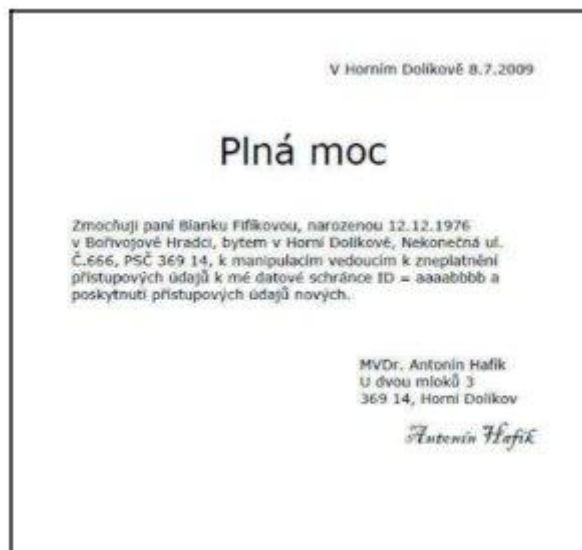 V Horním Dolíkově 8.7.2009
Plná moc
Zmocňuji paní Blanku Fifíkovou, narozenou 12.12.1976
v Bořivojově Hradci, bytem v Horní Dolíkově, Nekonečná ul.
Č.666, PSČ 369 14, k manipulacím vedoucím k zneplatnění
přístupových údajů k mé datové schránce ID = aaaabbbb a
poskytnutí přístupových údajů nových.
MVDr. Antonín Hafík
U dvou mloků 3
369 14, Horní Dolíkov
Antonín Hafík